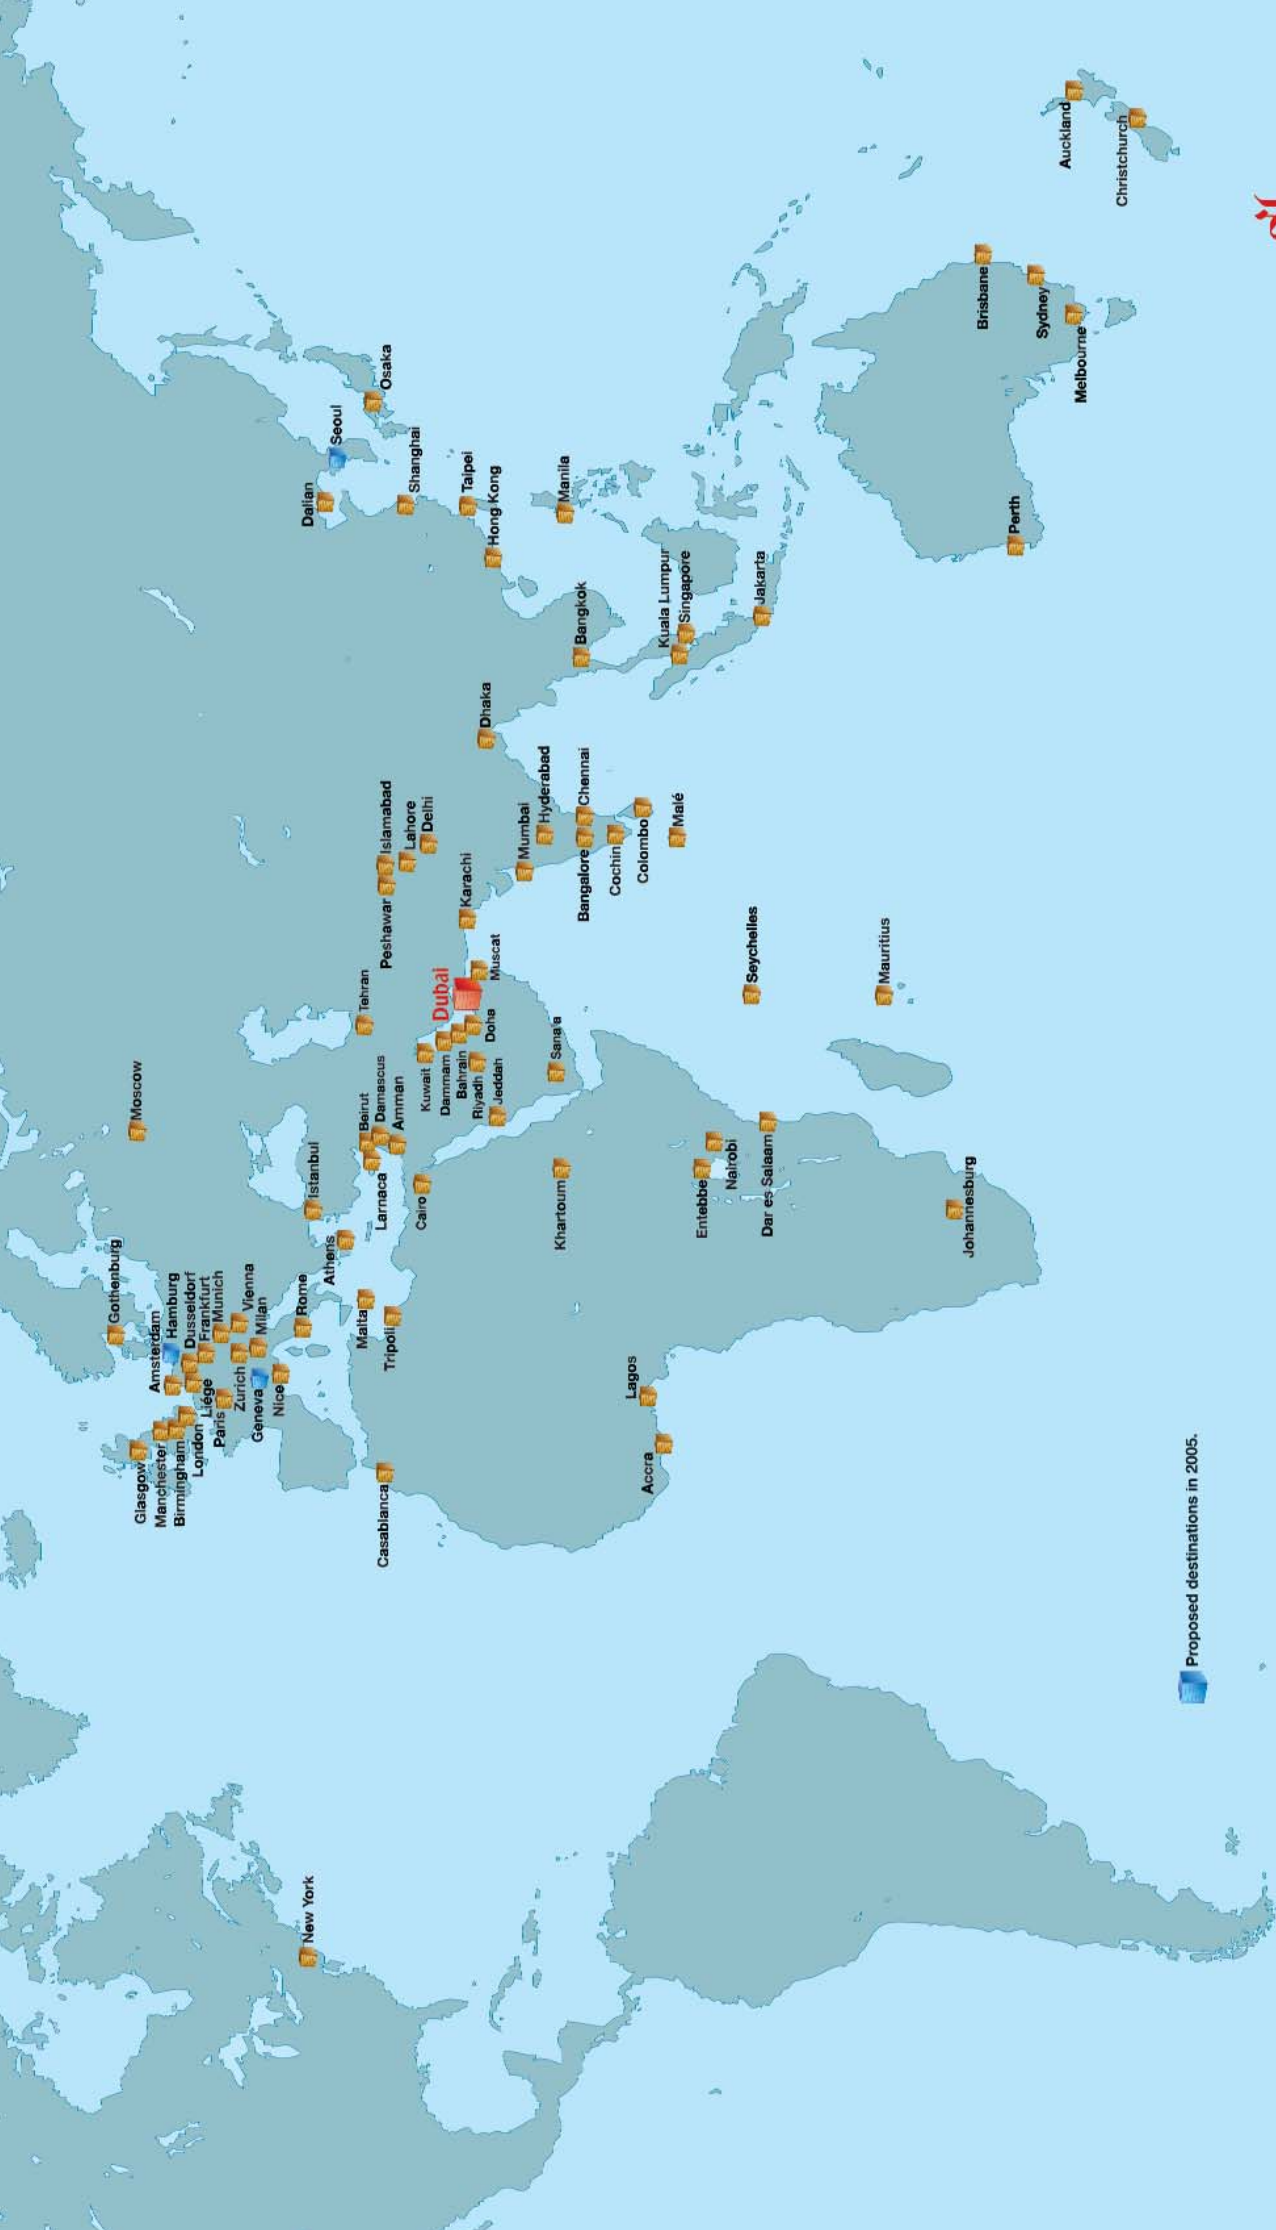 New York
Glasgow
Manchester
Birmingham
London
Amsterdam
Gothenburg
Hamburg
Dusseldorf
Frankfurt
Munich
Liége
Paris
Zurich
Vienna
Geneva
Milan
Nice
Rome
Athens
Istanbul
Moscow
Malta
Tripoli
Casablanca
Larnaca
Beirut
Damascus
Amman
Cairo
Tehran
Kuwait
Dammam
Bahrain
Riyadh
Jeddah
Dubai
Doha
Muscat
Sana'a
Khartoum
Lagos
Accra
Entebbe
Nairobi
Dar es Salaam
Johannesburg
Seychelles
Mauritius
Peshawar
Islamabad
Lahore
Delhi
Karachi
Mumbai
Hyderabad
Bangalore
Chennai
Cochin
Colombo
Malé
Dhaka
Bangkok
Kuala Lumpur
Singapore
Jakarta
Dalian
Seoul
Osaka
Shanghai
Taipei
Hong Kong
Manila
Perth
Brisbane
Sydney
Melbourne
Auckland
Christchurch
Proposed destinations in 2005.